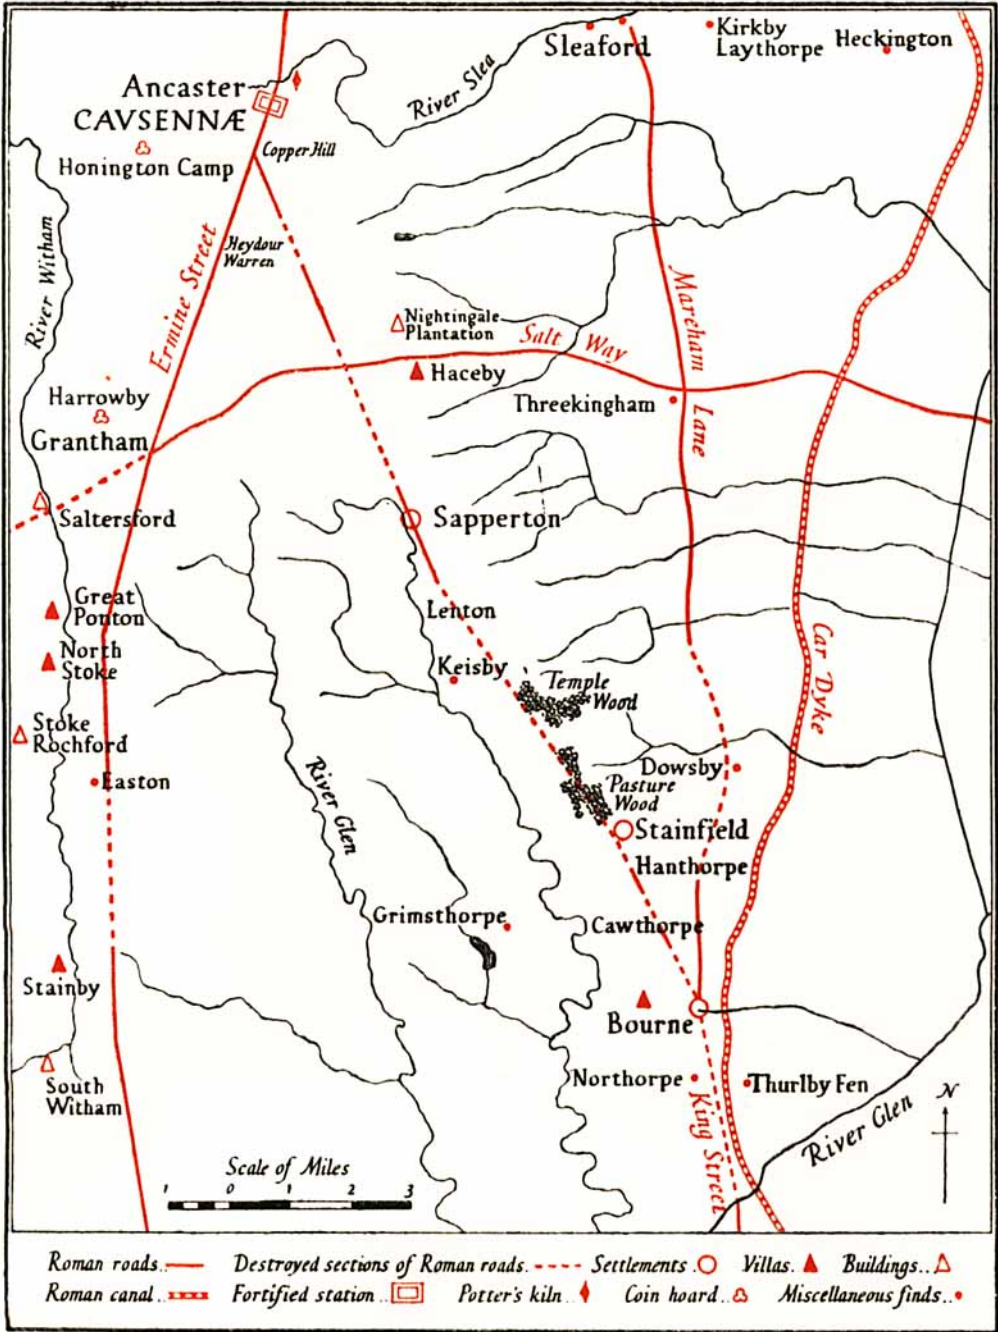 Sleaford
Kirkby
Laythorpe
Heckington
River Slea
Ancaster
CAVSENNÆ
Honington Camp
Copper Hill
River Witham
Ermine Street
Heydour
Warren
Mareham
Lane
Nightingale
Plantation
Salt Way
Haceby
Harrowby
Threekingham
Grantham
Saltersford
Sapperton
Great
Ponton
Lenton
North
Stoke
Keisby
Car Dyke
Temple
Wood
Stoke
Rochford
Easton
River Glen
Dowsby
Pasture
Wood
Stainfield
Hanthorpe
Grimsthorpe
Cawthorpe
Stainby
Bourne
South
Witham
Northorpe
Thurlby Fen
King Street
River Glen
N
Scale of Miles
1 0 1 2 3
Roman roads.. Destroyed sections of Roman roads. Settlements. Villas. Buildings..
Roman canal.. Fortified station.. Potter's kiln.. Coin hoard.. Miscellaneous finds..